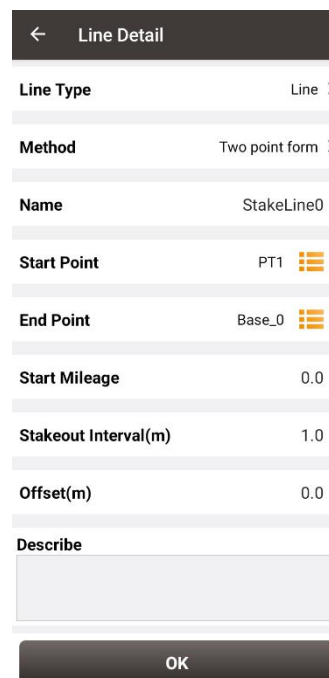 Line Detail
Line Type Line
Method Two point form
Name StakeLine0
Start Point PT1
End Point Base_0
Start Mileage 0.0
Stakeout Interval(m) 1.0
Offset(m) 0.0
Describe
OK